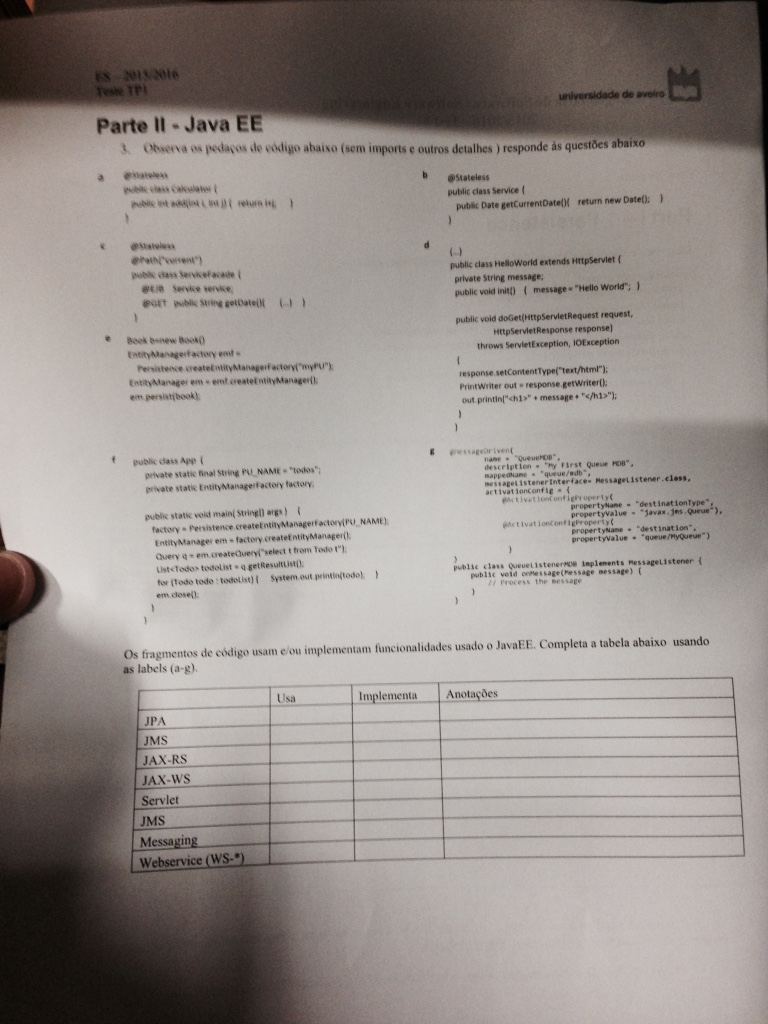 ES - 2015/2016
Teste TP1
universidade de aveiro
Parte II - Java EE
3. Observa os pedaços de código abaixo (sem imports e outros detalhes ) responde às questões abaixo
a
@Stateless
public class Calculator {
public int add(int i, int j) { return i+j; }
}
b
@Stateless
public class Service {
public Date getCurrentDate(){ return new Date(); }
}
c
@Stateless
@Path("current")
public class ServiceFacade {
@EJB Service service;
@GET public String getDate(){ (...) }
}
d
(...)
public class HelloWorld extends HttpServlet {
private String message;
public void init() { message = "Hello World"; }
public void doGet(HttpServletRequest request,
HttpServletResponse response)
throws ServletException, IOException
{
response.setContentType("text/html");
PrintWriter out = response.getWriter();
out.println("<h1>" + message + "</h1>");
}
}
e
Book b=new Book()
EntityManagerFactory emf =
Persistence.createEntityManagerFactory("myPU");
EntityManager em = emf.createEntityManager();
em.persist(book);
f
public class App {
private static final String PU_NAME = "todos";
private static EntityManagerFactory factory;
public static void main( String[] args ) {
factory = Persistence.createEntityManagerFactory(PU_NAME);
EntityManager em = factory.createEntityManager();
Query q = em.createQuery("select t from Todo t");
List<Todo> todoList = q.getResultList();
for (Todo todo : todoList) { System.out.println(todo); }
em.close();
}
}
g
@MessageDriven(
name = "QueueMDB",
description = "My First Queue MDB",
mappedName = "queue/mdb",
messageListenerInterface= MessageListener.class,
activationConfig = {
@ActivationConfigProperty(
propertyName = "destinationType",
propertyValue = "javax.jms.Queue"),
@ActivationConfigProperty(
propertyName = "destination",
propertyValue = "queue/MyQueue")
}
)
public class QueueListenerMDB implements MessageListener {
public void onMessage(Message message) {
// Process the message
}
}
Os fragmentos de código usam e/ou implementam funcionalidades usado o JavaEE. Completa a tabela abaixo usando
as labels (a-g).
Usa Implementa Anotações
JPA
JMS
JAX-RS
JAX-WS
Servlet
JMS
Messaging
Webservice (WS-*)